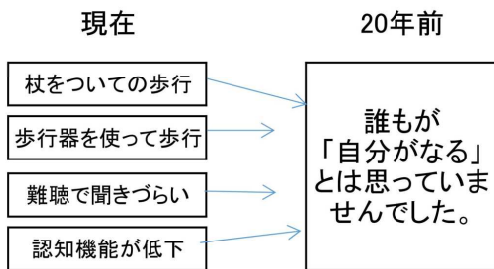 現在
20年前
杖をついての歩行
歩行器を使って歩行
難聴で聞きづらい
認知機能が低下
誰もが
「自分がなる」
とは思っていま
せんでした。